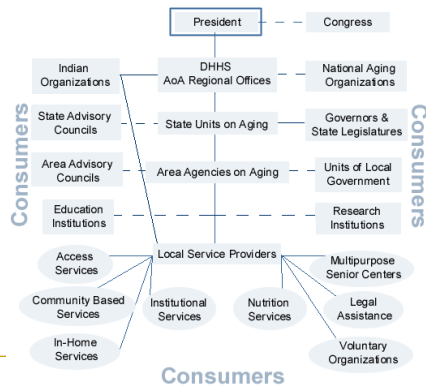 President
Congress
Indian
Organizations
DHHS
AoA Regional Offices
National Aging
Organizations
State Advisory
Councils
State Units on Aging
Governors &
State Legislatures
Consumers
Consumers
Area Advisory
Councils
Area Agencies on Aging
Units of Local
Government
Education
Institutions
Research
Institutions
Local Service Providers
Access
Services
Multipurpose
Senior Centers
Community Based
Services
Institutional
Services
Nutrition
Services
Legal
Assistance
In-Home
Services
Voluntary
Organizations
Consumers